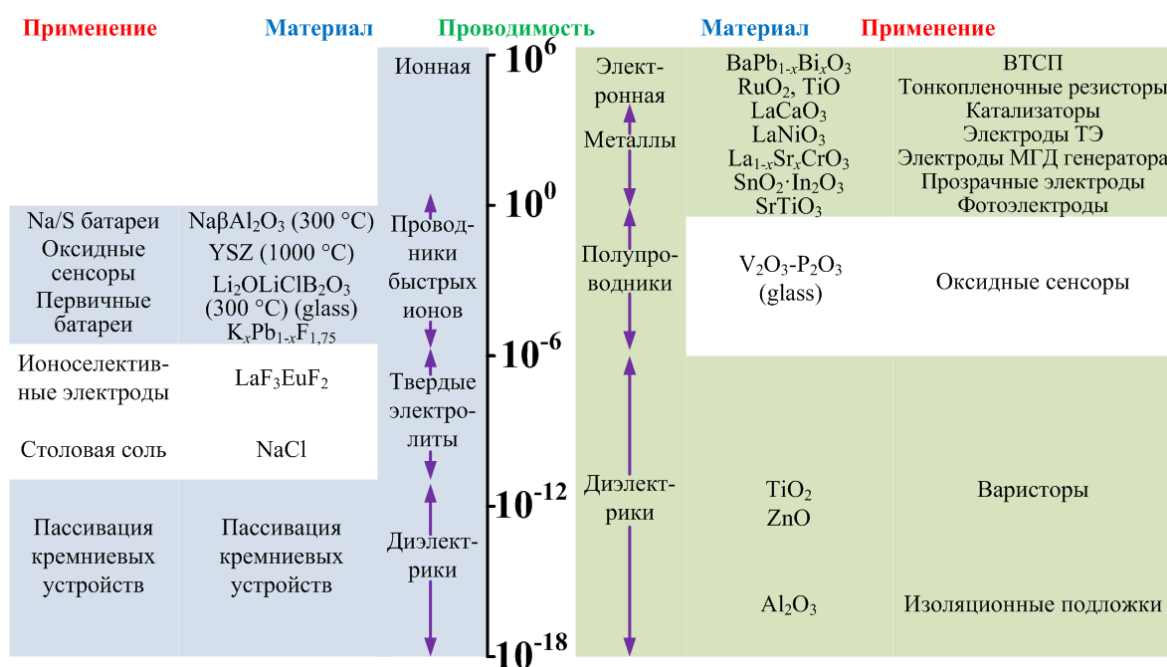 Применение Материал Проводимость Материал Применение
Ионная
10^6
Элект-
ронная
Металлы
BaPb1-xBixO3 ВТСП
RuO2, TiO Тонкопленочные резисторы
LaCaO3 Катализаторы
LaNiO3 Электроды ТЭ
La1-xSrxCrO3 Электроды МГД генератора
SnO2·In2O3 Прозрачные электроды
SrTiO3 Фотоэлектроды
10^0
Na/S батареи NaβAl2O3 (300 °C)
Оксидные YSZ (1000 °C)
сенсоры
Первичные Li2OLiClB2O3
батареи (300 °C) (glass)
KxPb1-xF1,75
Провод-
ники
быстрых
ионов
Полупро-
водники
V2O3-P2O3
(glass)
Оксидные сенсоры
10^-6
Ионоселектив-
ные электроды
LaF3EuF2
Столовая соль NaCl
Твердые
электро-
литы
10^-12
Пассивация Пассивация
кремниевых кремниевых
устройств устройств
Диэлект-
рики
Диэлект-
рики
TiO2 Варисторы
ZnO
Al2O3 Изоляционные подложки
10^-18